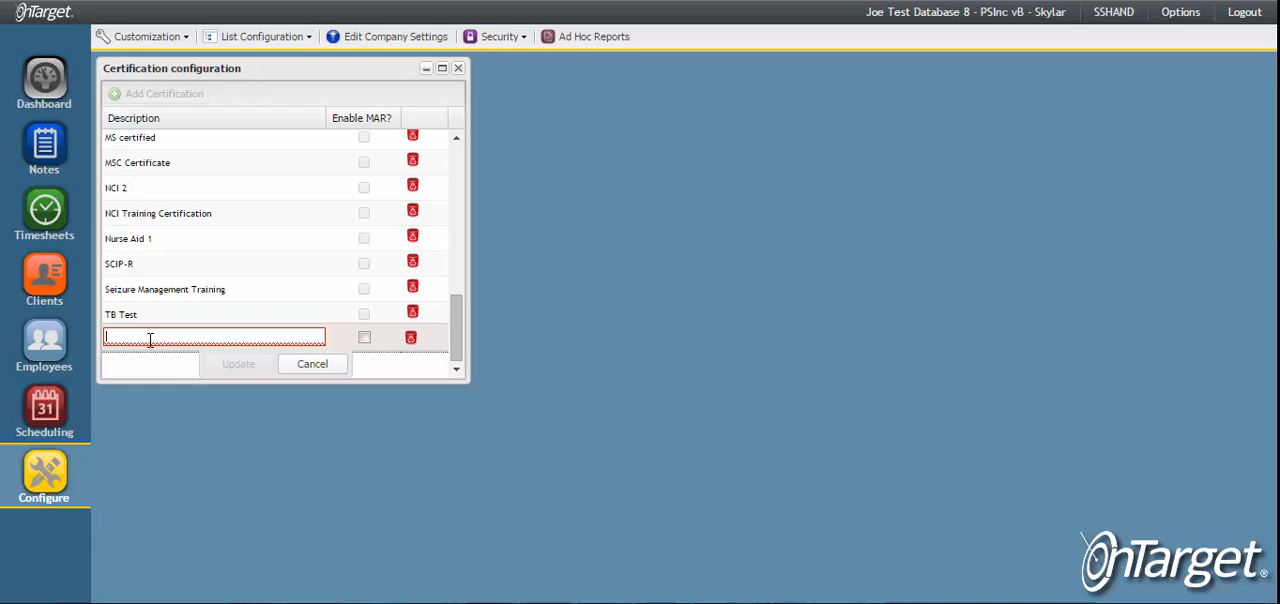 OnTarget.
Joe Test Database 8 - PSInc vB - Skylar
SSHAND
Options
Logout
Customization
List Configuration
Edit Company Settings
Security
Ad Hoc Reports
Dashboard
Notes
Timesheets
Clients
Employees
31
Scheduling
Configure
Certification configuration
Add Certification
Description
Enable MAR?
MS certified
MSC Certificate
NCI 2
NCI Training Certification
Nurse Aid 1
SCIP-R
Seizure Management Training
TB Test
Update
Cancel
OnTarget®